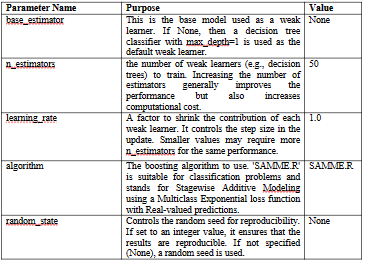 Parameter Name Purpose Value
base_estimator This is the base model used as a weak None
learner. If None, then a decision tree
classifier with max_depth=1 is used as the
default weak learner.
n_estimators the number of weak learners (e.g., decision 50
trees) to train. Increasing the number of
estimators generally improves the
performance but also increases
computational cost.
learning_rate A factor to shrink the contribution of each 1.0
weak learner. It controls the step size in the
update. Smaller values may require more
n_estimators for the same performance.
algorithm The boosting algorithm to use. 'SAMME.R' SAMME.R
is suitable for classification problems and
stands for Stagewise Additive Modeling
using a Multiclass Exponential loss function
with Real-valued predictions.
random_state Controls the random seed for reproducibility. None
If set to an integer value, it ensures that the
results are reproducible. If not specified
(None), a random seed is used.